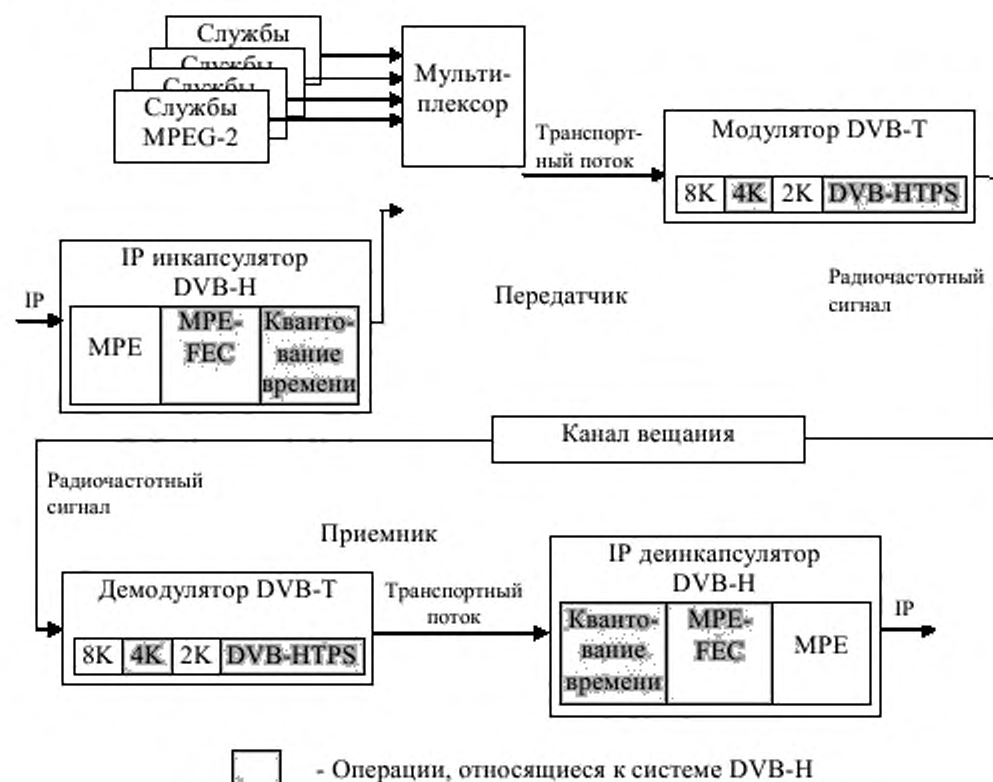 Службы
Службы
Службы
Службы
MPEG-2
Мульти-
плексор
Транспорт-
ный поток
Модулятор DVB-T
8K 4K 2K DVB-HTPS
IP инкапсулятор
DVB-H
IP
MPE
MPE-
FEC
Кванто-
вание
времени
Передатчик
Радиочастотный
сигнал
Канал вещания
Радиочастотный
сигнал
Приемник
Демодулятор DVB-T
8K 4K 2K DVB-HTPS
Транспортный
поток
IP деинкапсулятор
DVB-H
Кванто-
вание
времени
MPE-
FEC
MPE
IP
- Операции, относящиеся к системе DVB-H